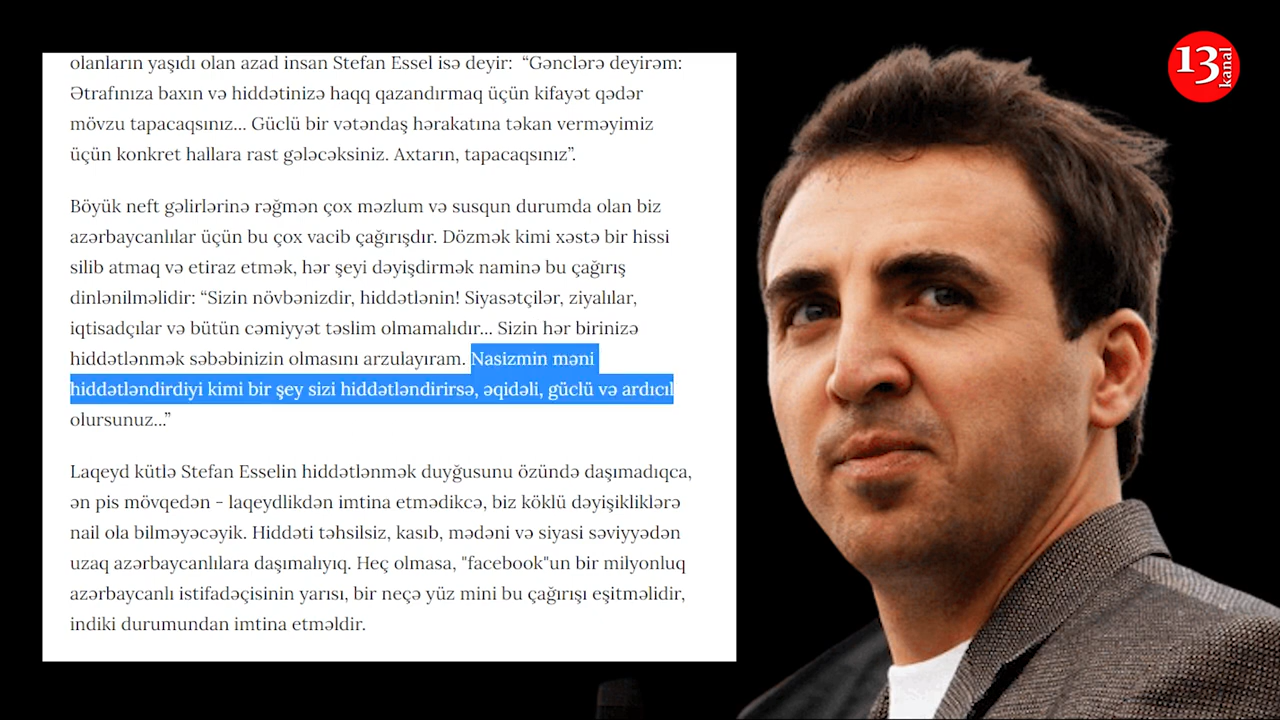 olanların yaşıdı olan azad insan Stefan Essel isə deyir:  “Gənclərə deyirəm:
Ətrafınıza baxın və hiddətinizə haqq qazandırmaq üçün kifayət qədər
mövzu tapacaqsınız... Güclü bir vətəndaş hərəkatına təkan verməyimiz
üçün konkret hallara rast gələcəksiniz. Axtarın, tapacaqsınız”.
Böyük neft gəlirlərinə rəğmən çox məzlum və susqun durumda olan biz
azərbaycanlılar üçün bu çox vacib çağırışdır. Dözmək kimi xəstə bir hissi
silib atmaq və etiraz etmək, hər şeyi dəyişdirmək naminə bu çağırış
dinlənilməlidir: “Sizin növbənizdir, hiddətlənin! Siyasətçilər, ziyalılar,
iqtisadçılar və bütün cəmiyyət təslim olmamalıdır... Sizin hər birinizə
hiddətlənmək səbəbinizin olmasını arzulayıram. Nasizmin məni
hiddətləndirdiyi kimi bir şey sizi hiddətləndirirsə, əqidəli, güclü və ardıcıl
olursunuz...”
Laqeyd kütlə Stefan Esselin hiddətlənmək duyğusunu özündə daşımadıqca,
ən pis mövqedən - laqeydlikdən imtina etmədikcə, biz köklü dəyişikliklərə
nail ola bilməyəcəyik. Hiddəti təhsilsiz, kasıb, mədəni və siyasi səviyyədən
uzaq azərbaycanlılara daşımalıyıq. Heç olmasa, "facebook"un bir milyonluq
azərbaycanlı istifadəçisinin yarısı, bir neçə yüz mini bu çağırışı eşitməlidir,
indiki durumundan imtina etməldir.
13 kanal